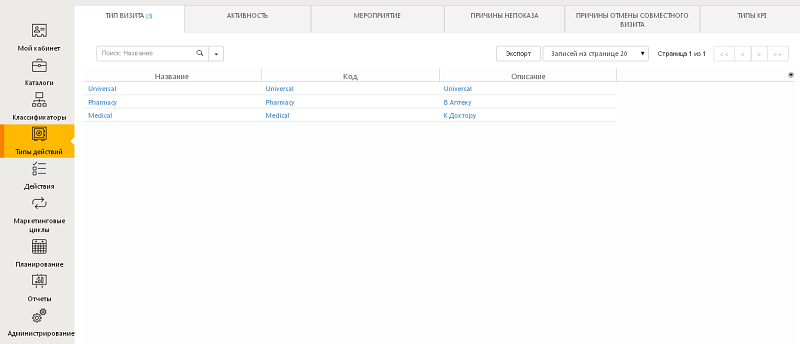 ТИП ВИЗИТА (3)
АКТИВНОСТЬ
МЕРОПРИЯТИЕ
ПРИЧИНЫ НЕПОКАЗА
ПРИЧИНЫ ОТМЕНЫ СОВМЕСТНОГО
ВИЗИТА
ТИПЫ KPI
Мой кабинет
Каталоги
Классификаторы
Типы действий
Действия
Маркетинговые
циклы
Планирование
Отчеты
Администрирование
Поиск: Название
Экспорт
Записей на странице 20
Страница 1 из 1
<<
<
>
>>
Название Код Описание
Universal Universal Universal
Pharmacy Pharmacy В Аптеку
Medical Medical К Доктору